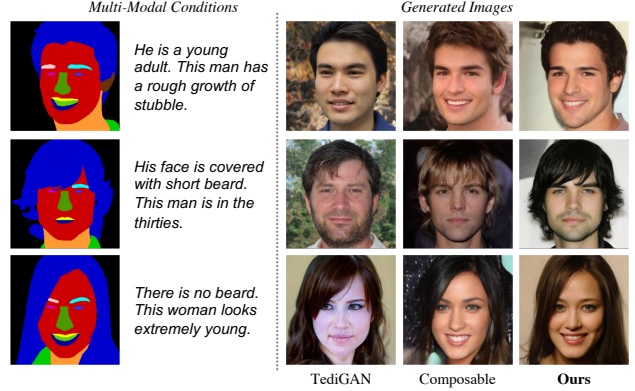 Multi-Modal Conditions
Generated Images
He is a young
adult. This man has
a rough growth of
stubble.
His face is covered
with short beard.
This man is in the
thirties.
There is no beard.
This woman looks
extremely young.
TediGAN
Composable
Ours